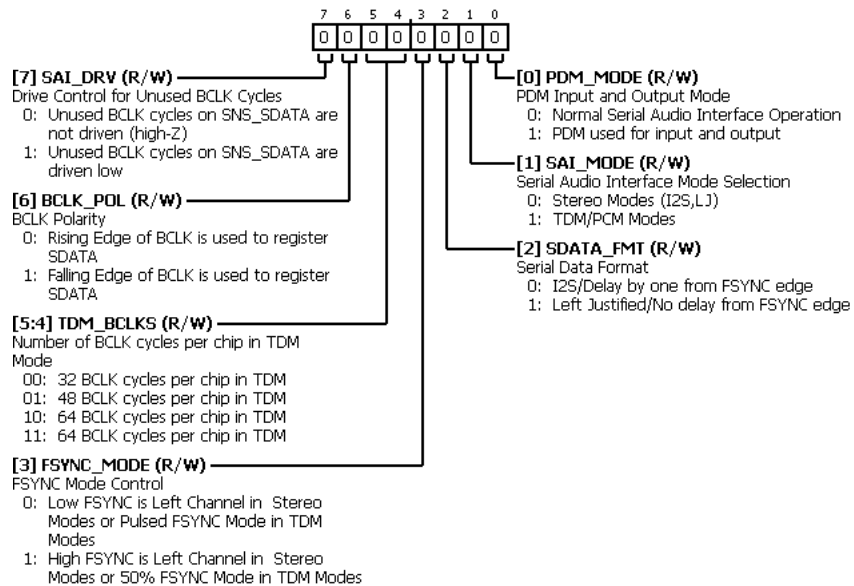 7 6 5 4 3 2 1 0
0 0 0 0 0 0 0 0
[7] SAI_DRV (R/W)
Drive Control for Unused BCLK Cycles
0: Unused BCLK cycles on SNS_SDATA are
not driven (high-Z)
1: Unused BCLK cycles on SNS_SDATA are
driven low
[6] BCLK_POL (R/W)
BCLK Polarity
0: Rising Edge of BCLK is used to register
SDATA
1: Falling Edge of BCLK is used to register
SDATA
[5:4] TDM_BCLKS (R/W)
Number of BCLK cycles per chip in TDM
Mode
00: 32 BCLK cycles per chip in TDM
01: 48 BCLK cycles per chip in TDM
10: 64 BCLK cycles per chip in TDM
11: 64 BCLK cycles per chip in TDM
[3] FSYNC_MODE (R/W)
FSYNC Mode Control
0: Low FSYNC is Left Channel in Stereo
Modes or Pulsed FSYNC Mode in TDM
Modes
1: High FSYNC is Left Channel in Stereo
Modes or 50% FSYNC Mode in TDM Modes
[0] PDM_MODE (R/W)
PDM Input and Output Mode
0: Normal Serial Audio Interface Operation
1: PDM used for input and output
[1] SAI_MODE (R/W)
Serial Audio Interface Mode Selection
0: Stereo Modes (I2S,LJ)
1: TDM/PCM Modes
[2] SDATA_FMT (R/W)
Serial Data Format
0: I2S/Delay by one from FSYNC edge
1: Left Justified/No delay from FSYNC edge